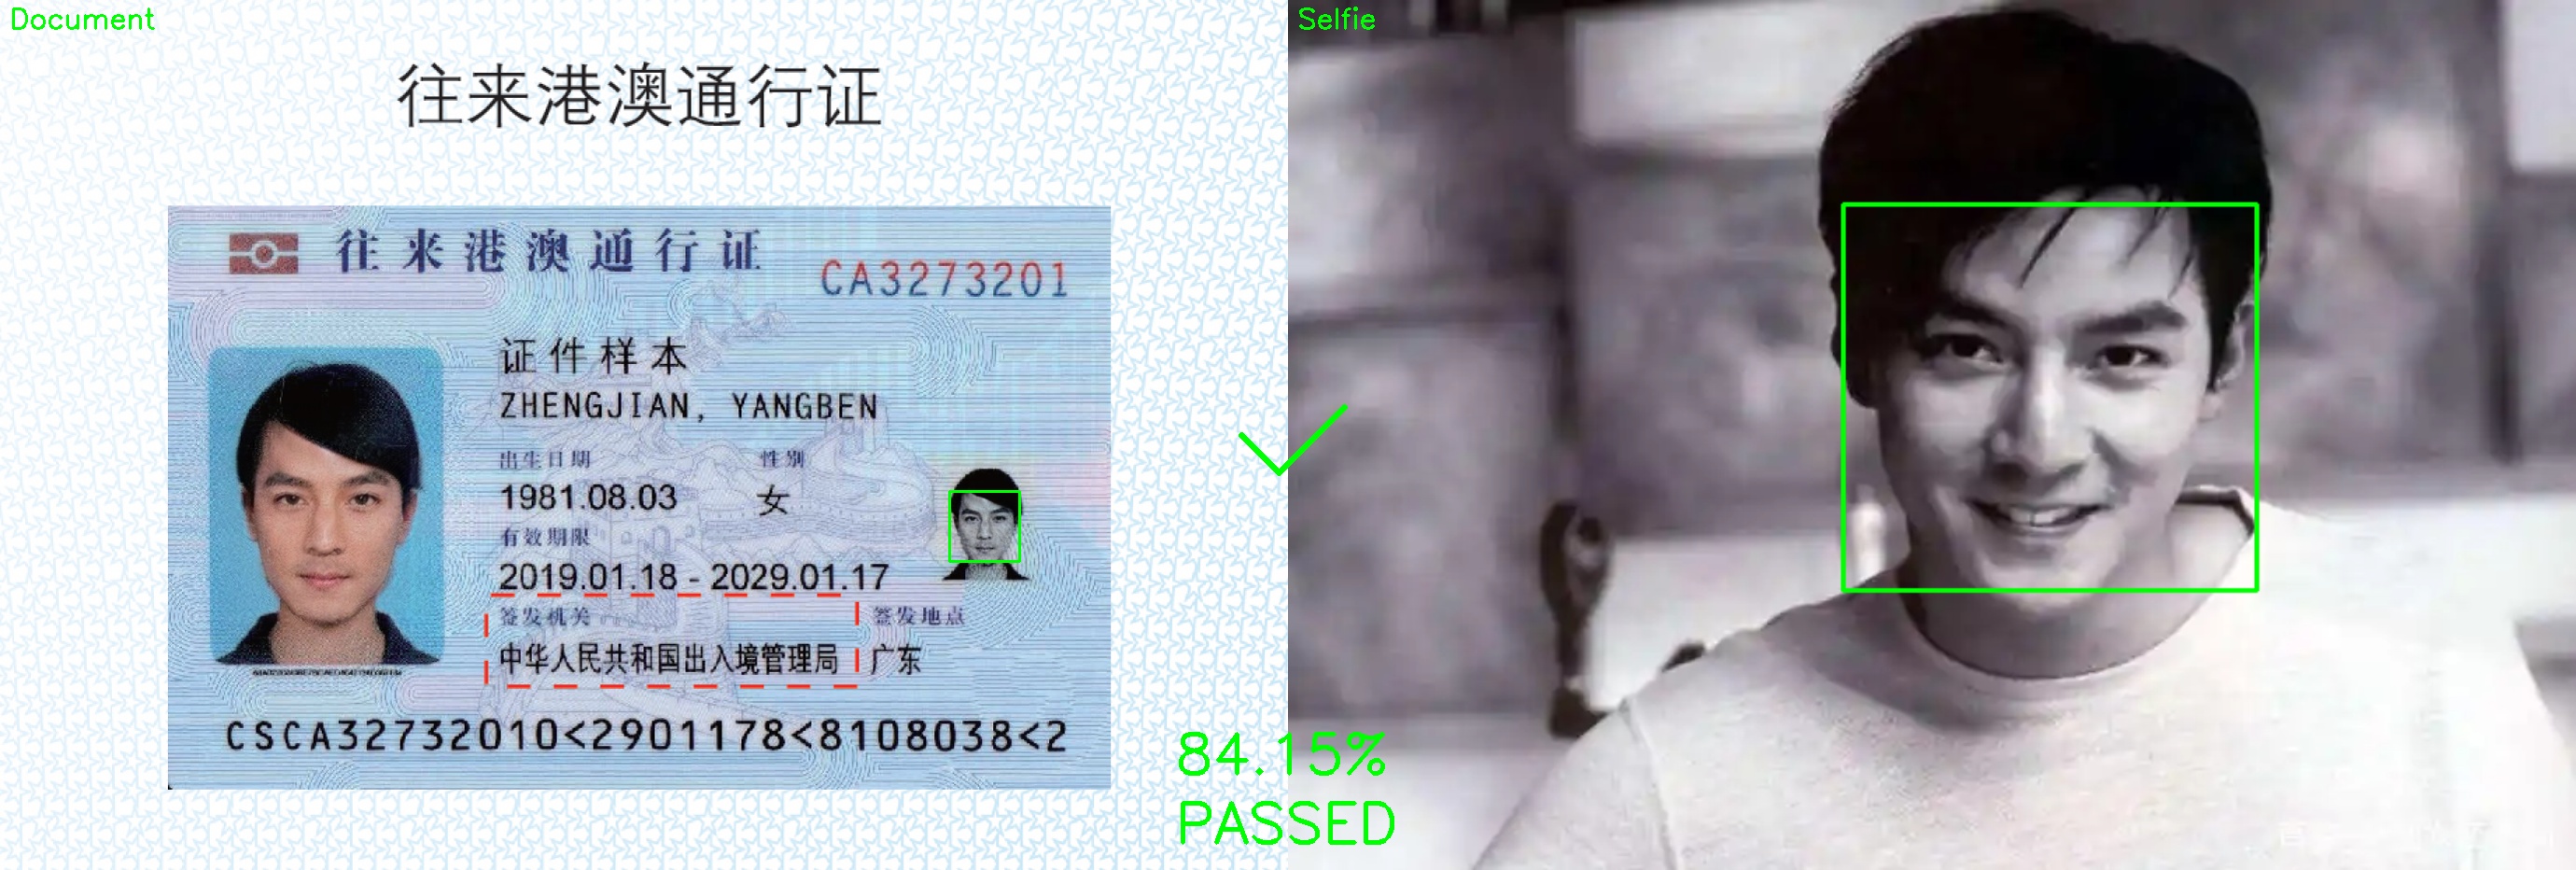 Document
Selfie
往来港澳通行证
往来港澳通行证
CA3273201
证件样本
ZHENGJIAN, YANGBEN
出生日期 性别
1981.08.03 女
有效期限
2019.01.18 - 2029.01.17
签发机关 签发地点
中华人民共和国出入境管理局 广东
CSCA32732010<2901178<8108038<2
84.15%
PASSED